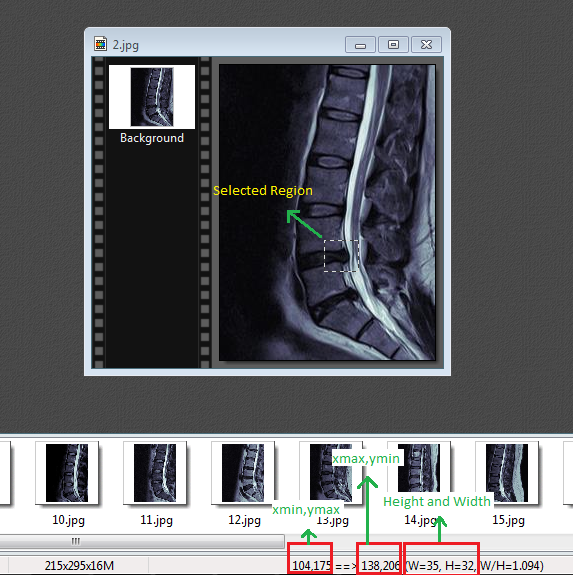 2.jpg
Background
Selected Region
10.jpg
11.jpg
12.jpg
13.jpg
14.jpg
15.jpg
xmax,ymin
xmin,ymax
Height and Width
215x295x16M
104,175 ==> 138,206 (W=35, H=32, W/H=1.094)